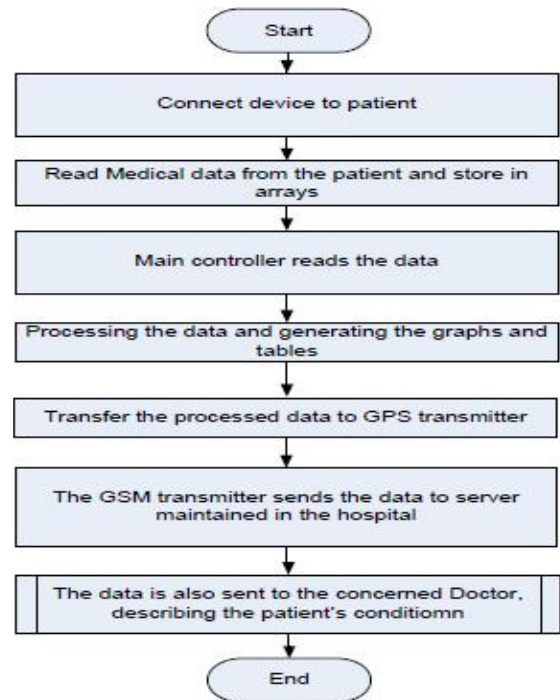 Start
Connect device to patient
Read Medical data from the patient and store in
arrays
Main controller reads the data
Processing the data and generating the graphs and
tables
Transfer the processed data to GPS transmitter
The GSM transmitter sends the data to server
maintained in the hospital
The data is also sent to the concerned Doctor,
describing the patient's conditiomn
End